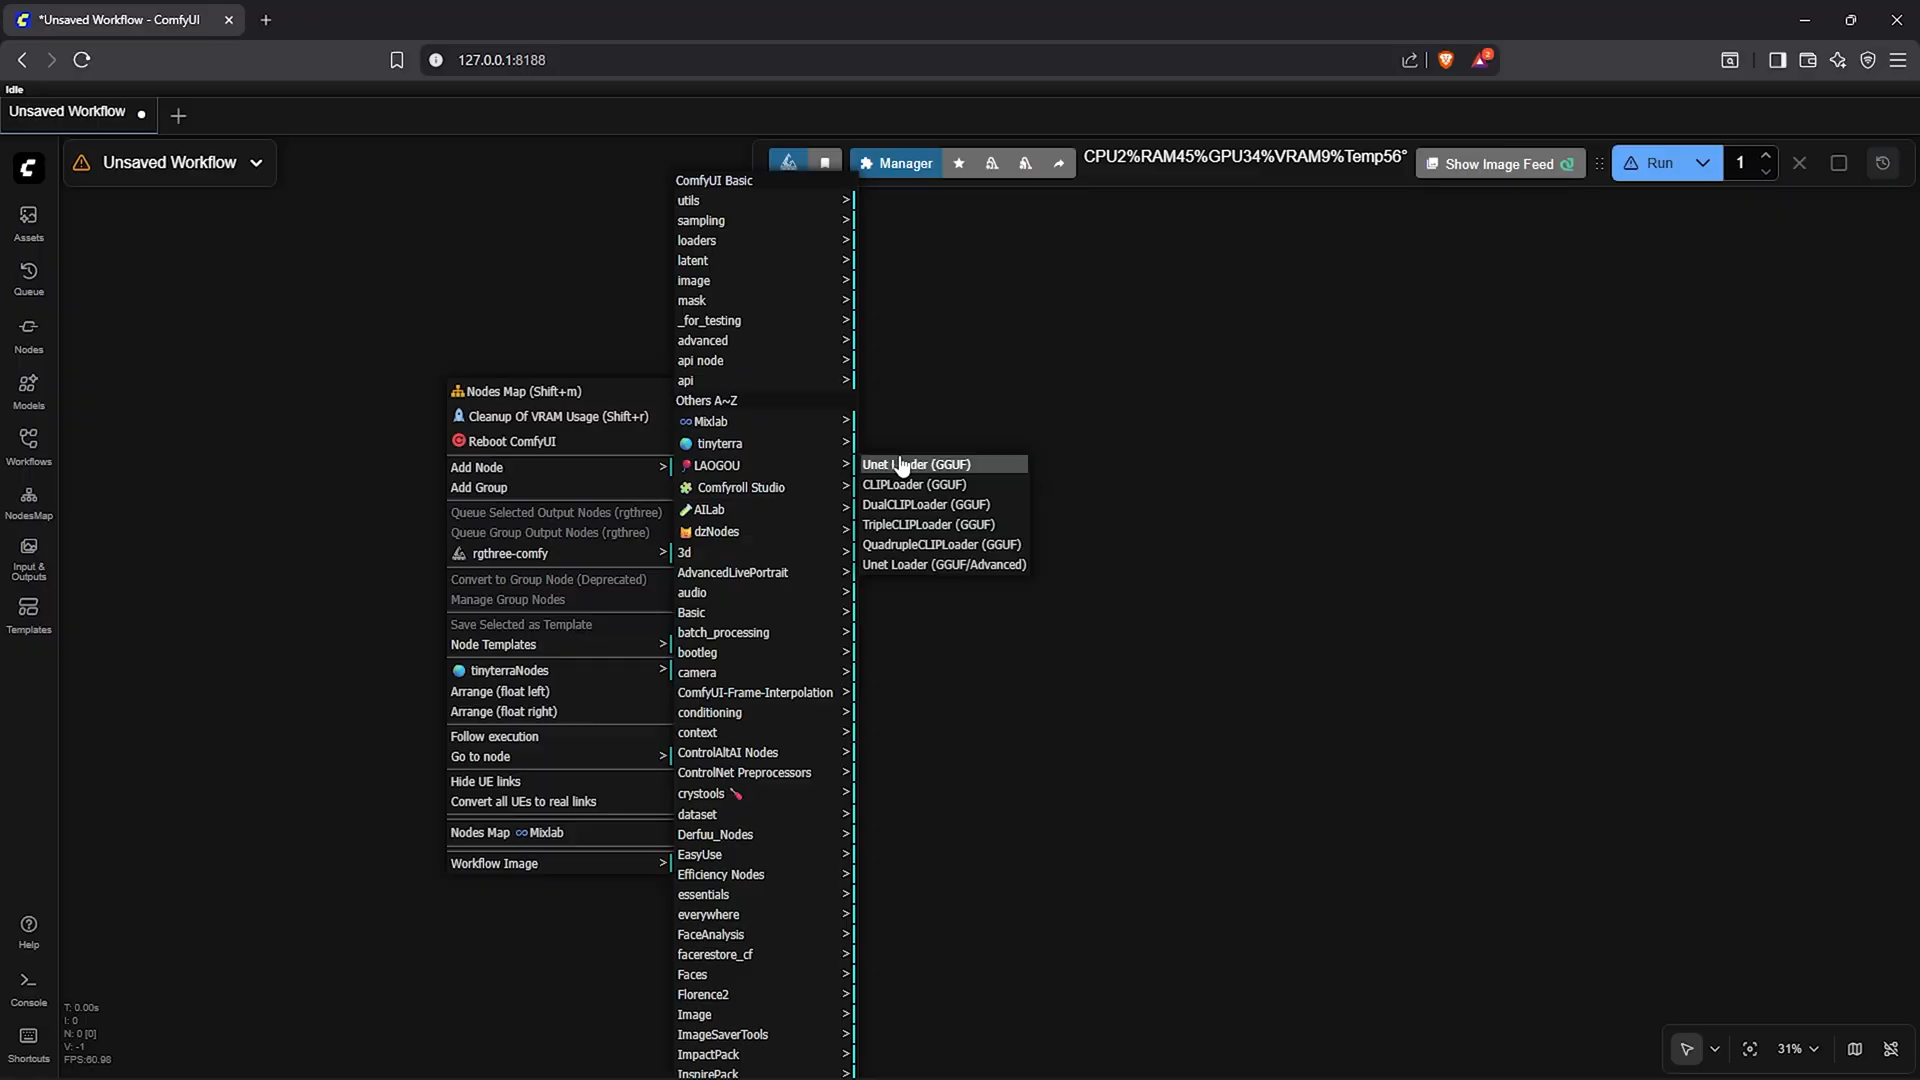 *Unsaved Workflow - ComfyUI
127.0.0.1:8188
2
Idle
Unsaved Workflow
Unsaved Workflow
Manager
CPU2%RAM45%GPU34%VRAM9%Temp56°
Show Image Feed
Run
1
Assets
Queue
Nodes
Models
Workflows
NodesMap
Input &
Outputs
Templates
Help
Console
Shortcuts
Nodes Map (Shift+m)
Cleanup Of VRAM Usage (Shift+r)
Reboot ComfyUI
Add Node >
Add Group
Queue Selected Output Nodes (rgthree)
Queue Group Output Nodes (rgthree)
rgthree-comfy >
Convert to Group Node (Deprecated)
Manage Group Nodes
Save Selected as Template
Node Templates >
tinyterraNodes >
Arrange (float left)
Arrange (float right)
Follow execution
Go to node >
Hide UE links
Convert all UEs to real links
Nodes Map ∞Mixlab
Workflow Image >
ComfyUI Basic
utils >
sampling >
loaders >
latent >
image >
mask >
_for_testing >
advanced >
api node >
api >
Others A~Z
∞Mixlab >
tinyterra >
LAOGOU >
Comfyroll Studio >
AILab >
dzNodes >
3d >
AdvancedLivePortrait >
audio >
Basic >
batch_processing >
bootleg >
camera >
ComfyUI-Frame-Interpolation >
conditioning >
context >
ControlAltAI Nodes >
ControlNet Preprocessors >
crystools >
dataset >
Derfuu_Nodes >
EasyUse >
Efficiency Nodes >
essentials >
everywhere >
FaceAnalysis >
facerestore_cf >
Faces >
Florence2 >
Image >
ImageSaverTools >
ImpactPack >
InspirePack >
Unet Loader (GGUF)
CLIPLoader (GGUF)
DualCLIPLoader (GGUF)
TripleCLIPLoader (GGUF)
QuadrupleCLIPLoader (GGUF)
Unet Loader (GGUF/Advanced)
T: 0.00s
I: 0
N: 0 [0]
V: -1
FPS:60.98
31%